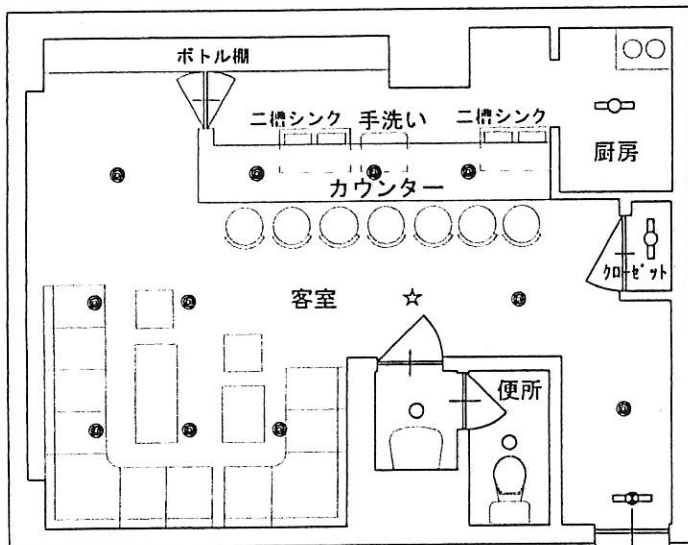 ボトル棚
二槽シンク
手洗い
二槽シンク
厨房
カウンター
クローゼット
客室 ☆
便所